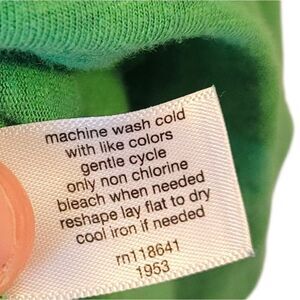 machine wash cold
with like colors
gentle cycle
only non chlorine
bleach when needed
reshape lay flat to dry
cool iron if needed
rn118641
1953